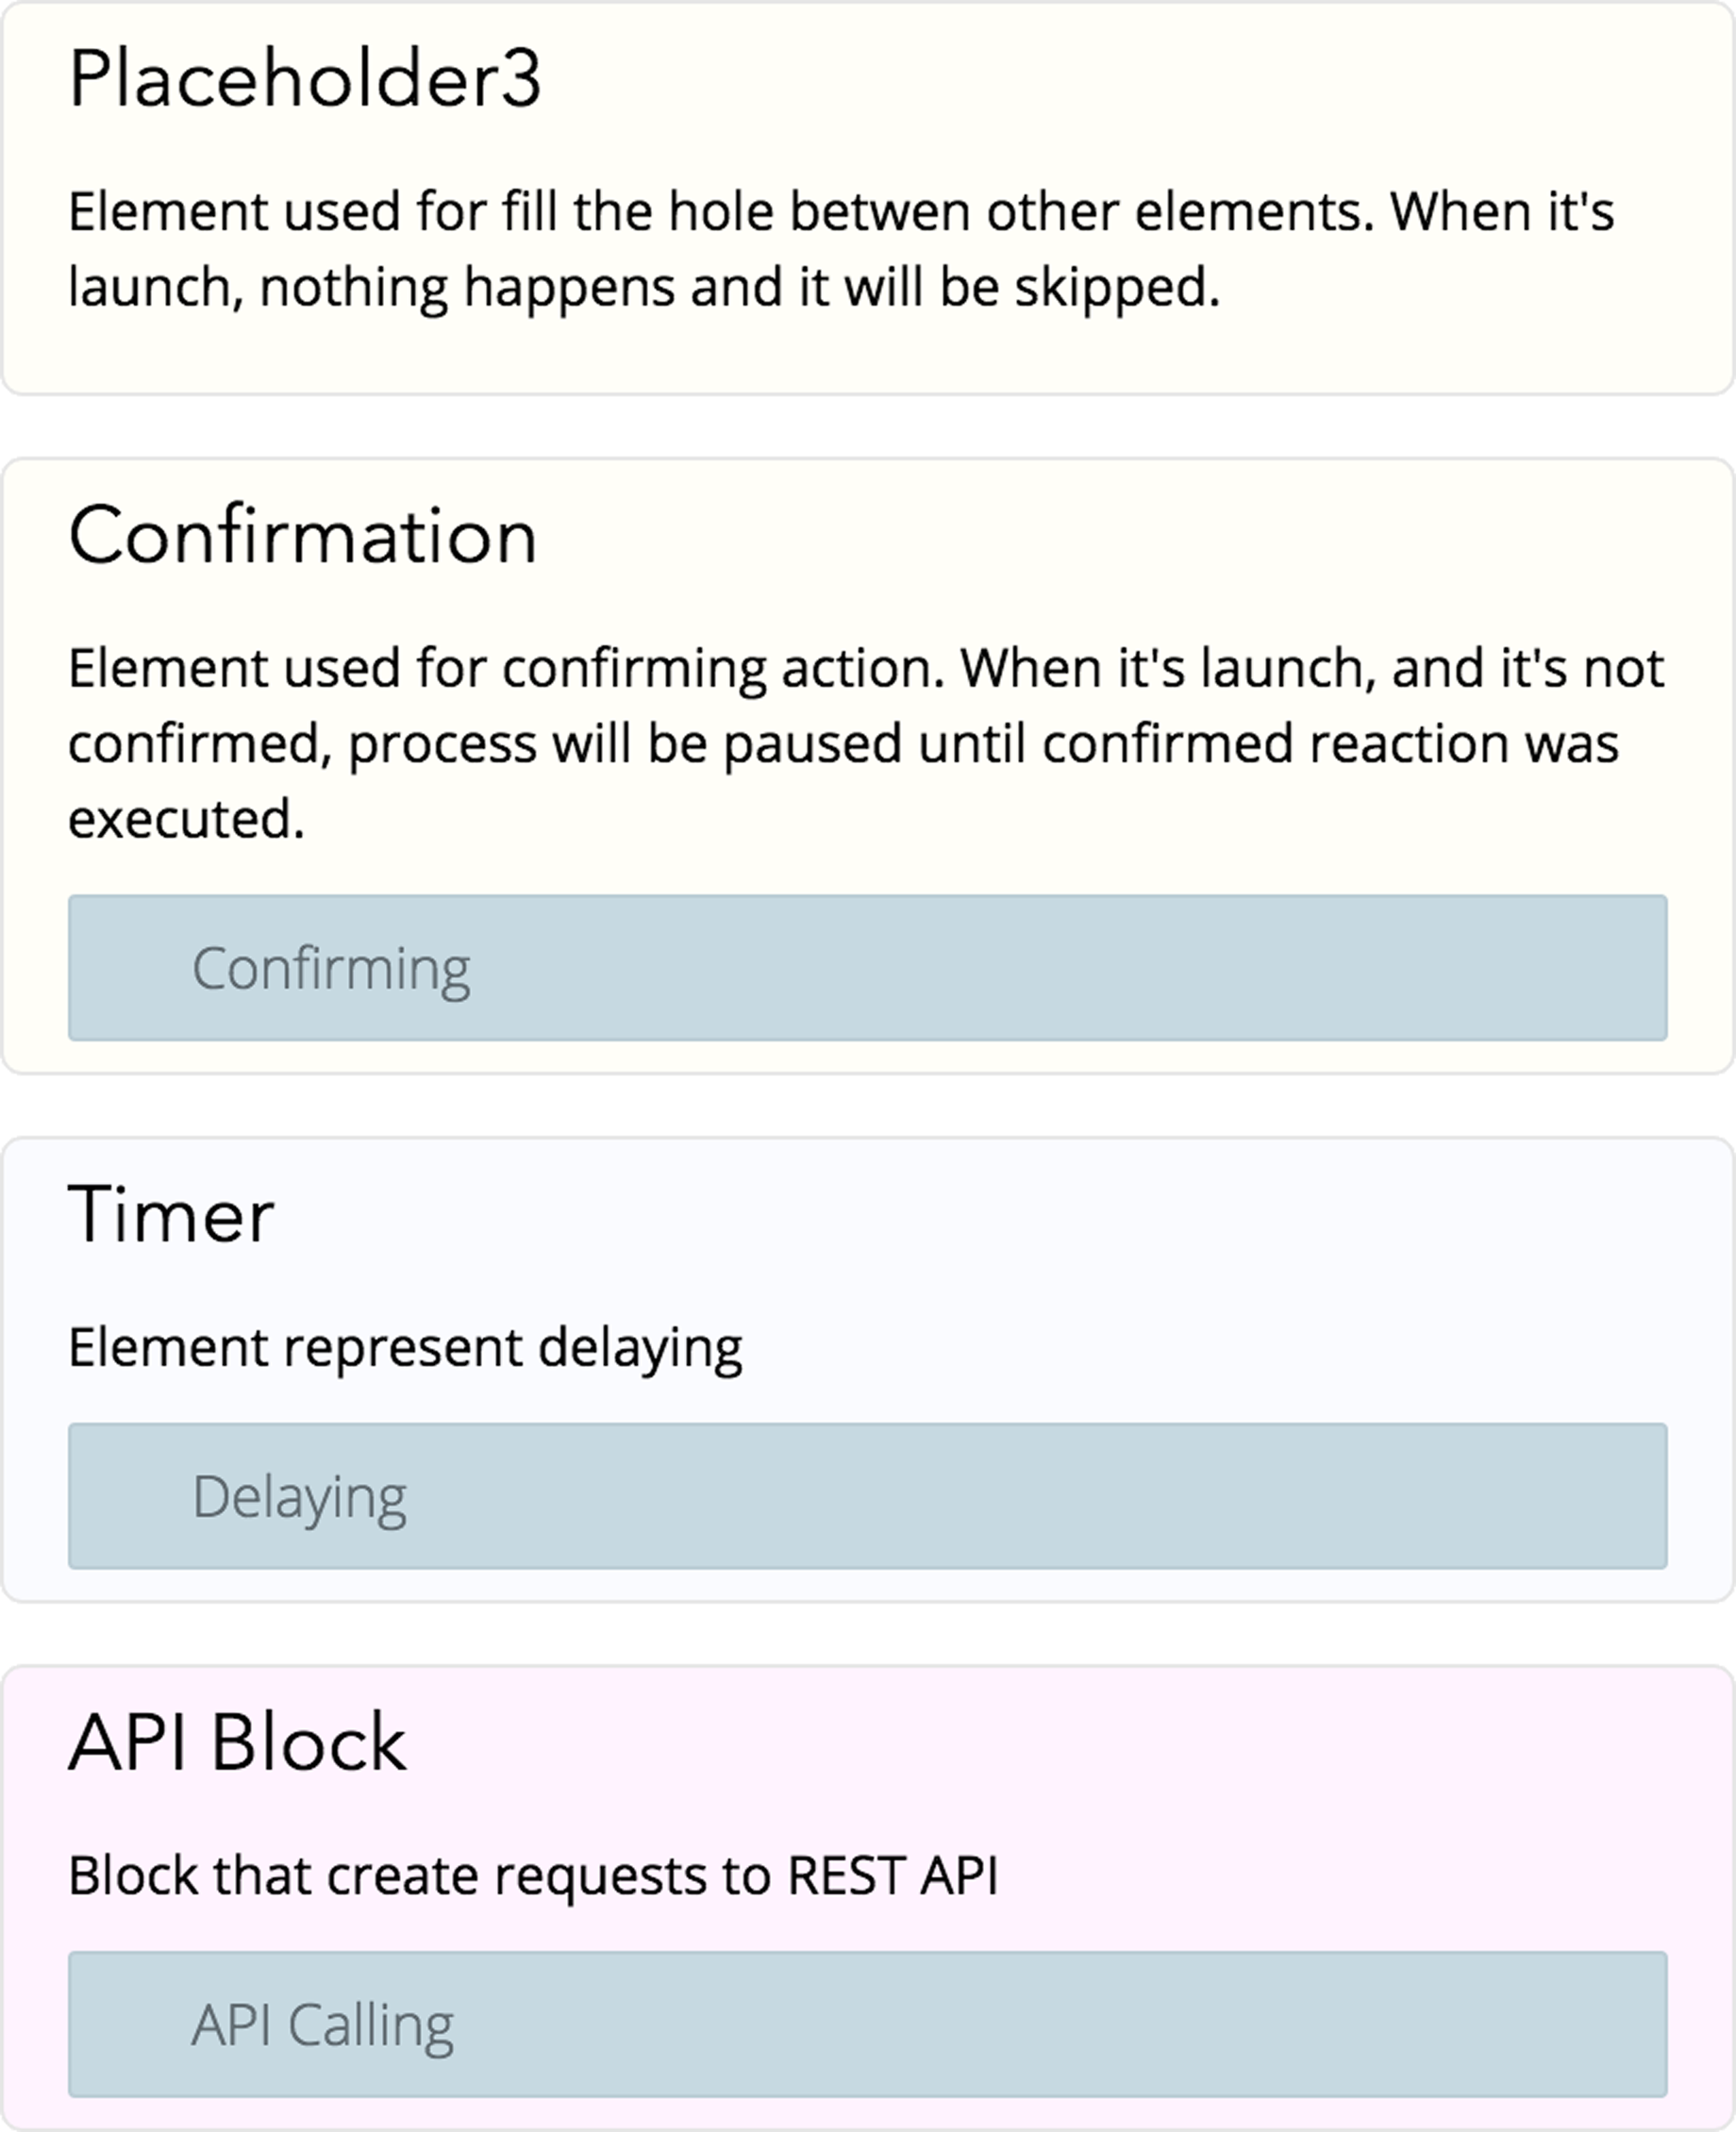 Placeholder3
Element used for fill the hole betwen other elements. When it's
launch, nothing happens and it will be skipped.
Confirmation
Element used for confirming action. When it's launch, and it's not
confirmed, process will be paused until confirmed reaction was
executed.
Confirming
Timer
Element represent delaying
Delaying
API Block
Block that create requests to REST API
API Calling